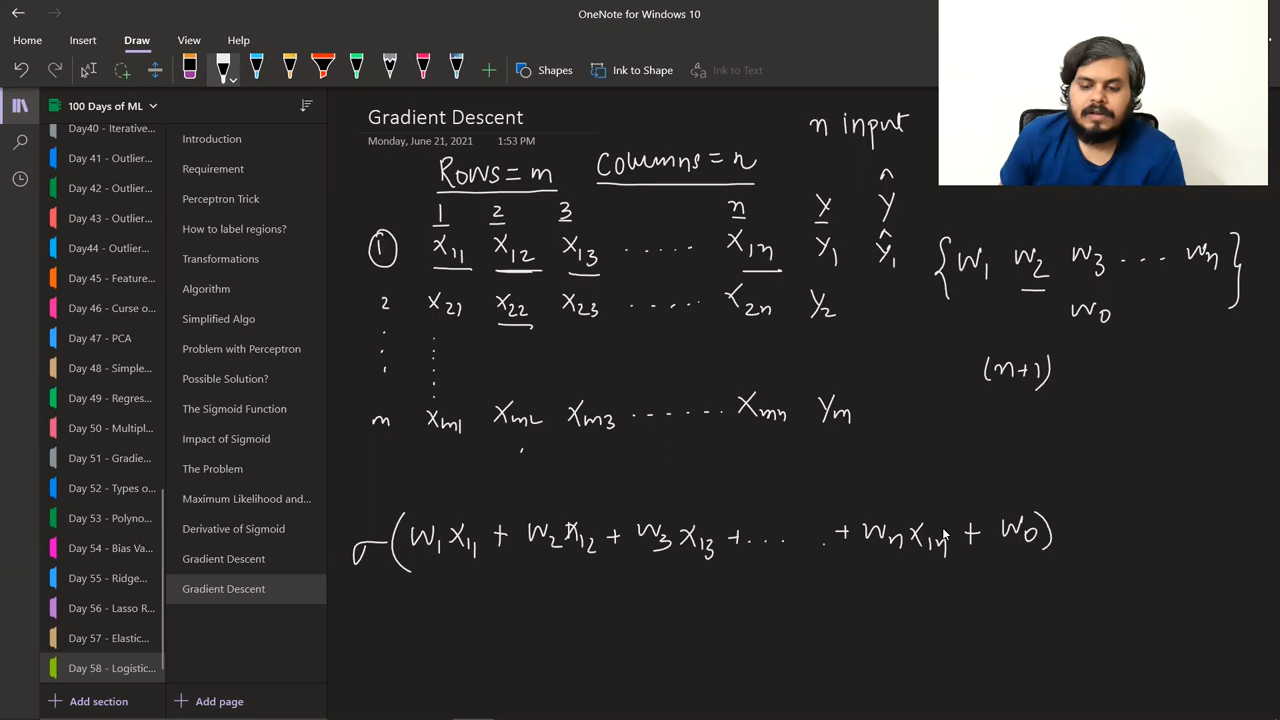 OneNote for Windows 10
Home Insert Draw View Help
Shapes Ink to Shape Ink to Text
100 Days of ML
Day40 - Iterative...
Day 41 - Outlier...
Day 42 - Outlier...
Day 43 - Outlier...
Day44 - Outlier...
Day 45 - Feature...
Day 46 - Curse o...
Day 47 - PCA
Day 48 - Simple...
Day 49 - Regres...
Day 50 - Multipl...
Day 51 - Gradie...
Day 52 - Types o...
Day 53 - Polyno...
Day 54 - Bias Va...
Day 55 - Ridge...
Day 56 - Lasso R...
Day 57 - Elastic...
Day 58 - Logistic...
Add section
Introduction
Requirement
Perceptron Trick
How to label regions?
Transformations
Algorithm
Simplified Algo
Problem with Perceptron
Possible Solution?
The Sigmoid Function
Impact of Sigmoid
The Problem
Maximum Likelihood and...
Derivative of Sigmoid
Gradient Descent
Gradient Descent
Add page
Gradient Descent
Monday, June 21, 2021 1:53 PM
n input
Rows = m Columns = n
1 2 3 n Y Ŷ
1 X11 X12 X13 ...... X1n Y1 Ŷ1
2 X21 X22 X23 ...... X2n Y2
m Xm1 Xm2 Xm3 ....... Xmn Ym
{W1 W2 W3 ... Wn}
W0
(n+1)
σ(W1X11 + W2X12 + W3X13 + .... + WnX1n + W0)